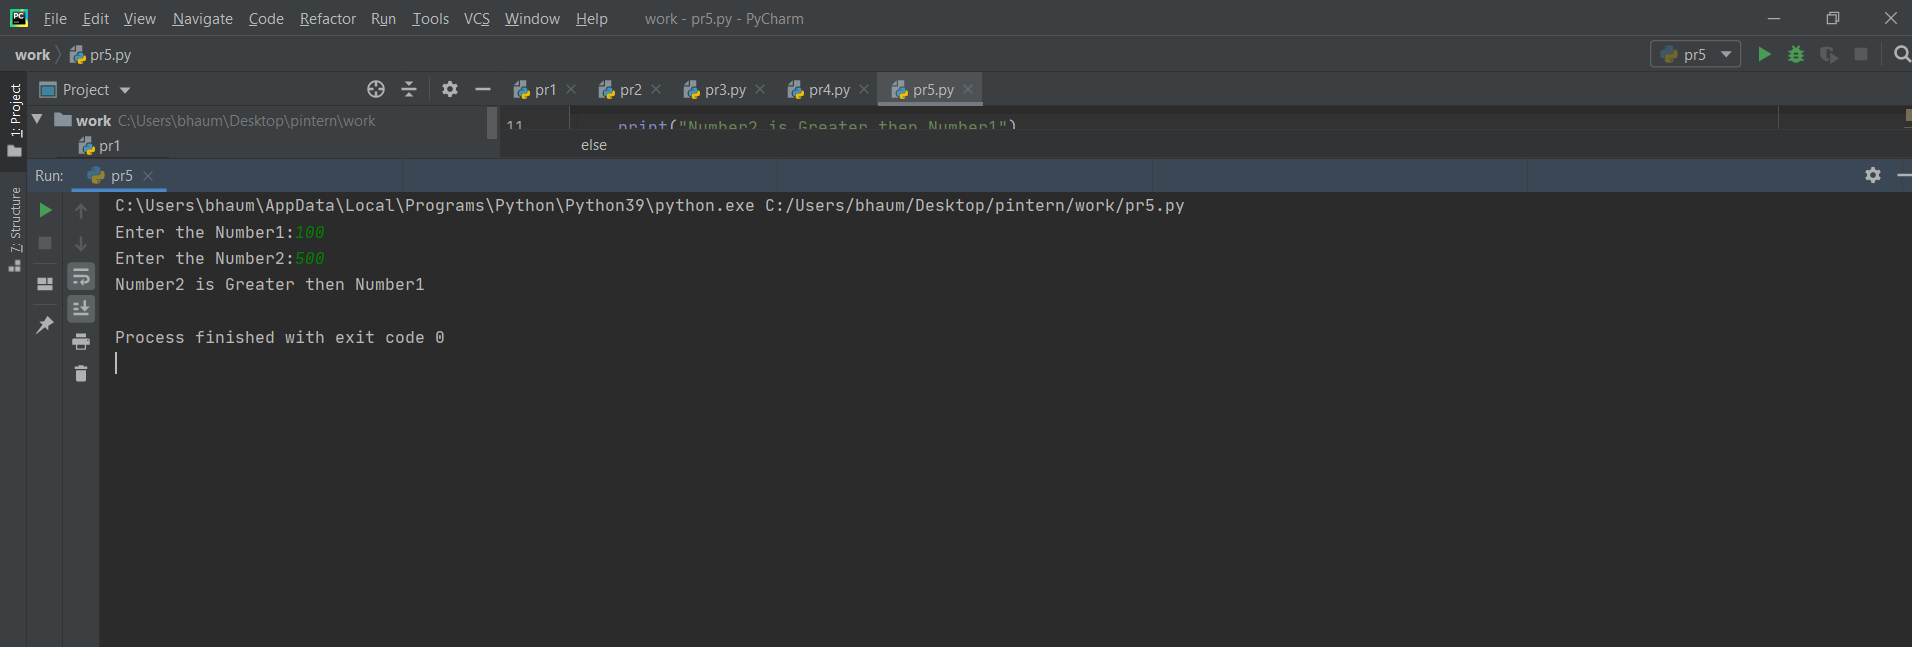 File Edit View Navigate Code Refactor Run Tools VCS Window Help work - pr5.py - PyCharm
work pr5.py pr5
1: Project
Project pr1 pr2 pr3.py pr4.py pr5.py
work C:\Users\bhaum\Desktop\pintern\work
11 print("Number2 is Greater then Number1")
pr1
else
Run: pr5
7: Structure
C:\Users\bhaum\AppData\Local\Programs\Python\Python39\python.exe C:/Users/bhaum/Desktop/pintern/work/pr5.py
Enter the Number1:100
Enter the Number2:500
Number2 is Greater then Number1
Process finished with exit code 0